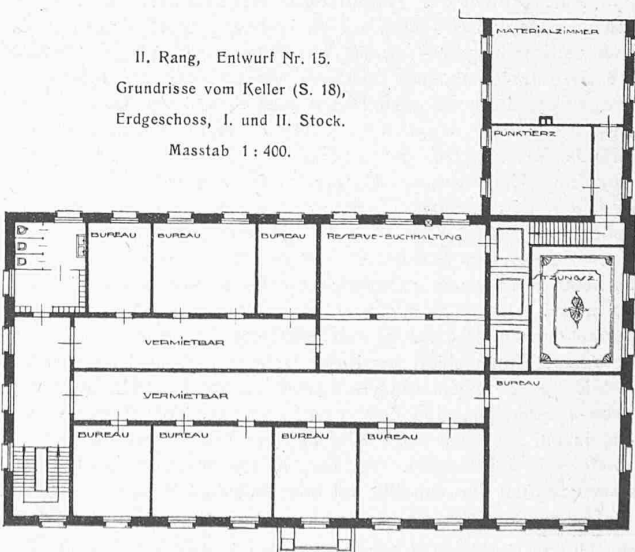 II. Rang, Entwurf Nr. 15.
Grundrisse vom Keller (S. 18),
Erdgeschoss, I. und II. Stock.
Masstab 1 : 400.
MATERIALZIMMER
PUNKTIERZ
BUREAU
BUREAU
BUREAU
RESERVE-BUCHHALTUNG
SITZUNGSZ
VERMIETBAR
BUREAU
VERMIETBAR
BUREAU
BUREAU
BUREAU
BUREAU